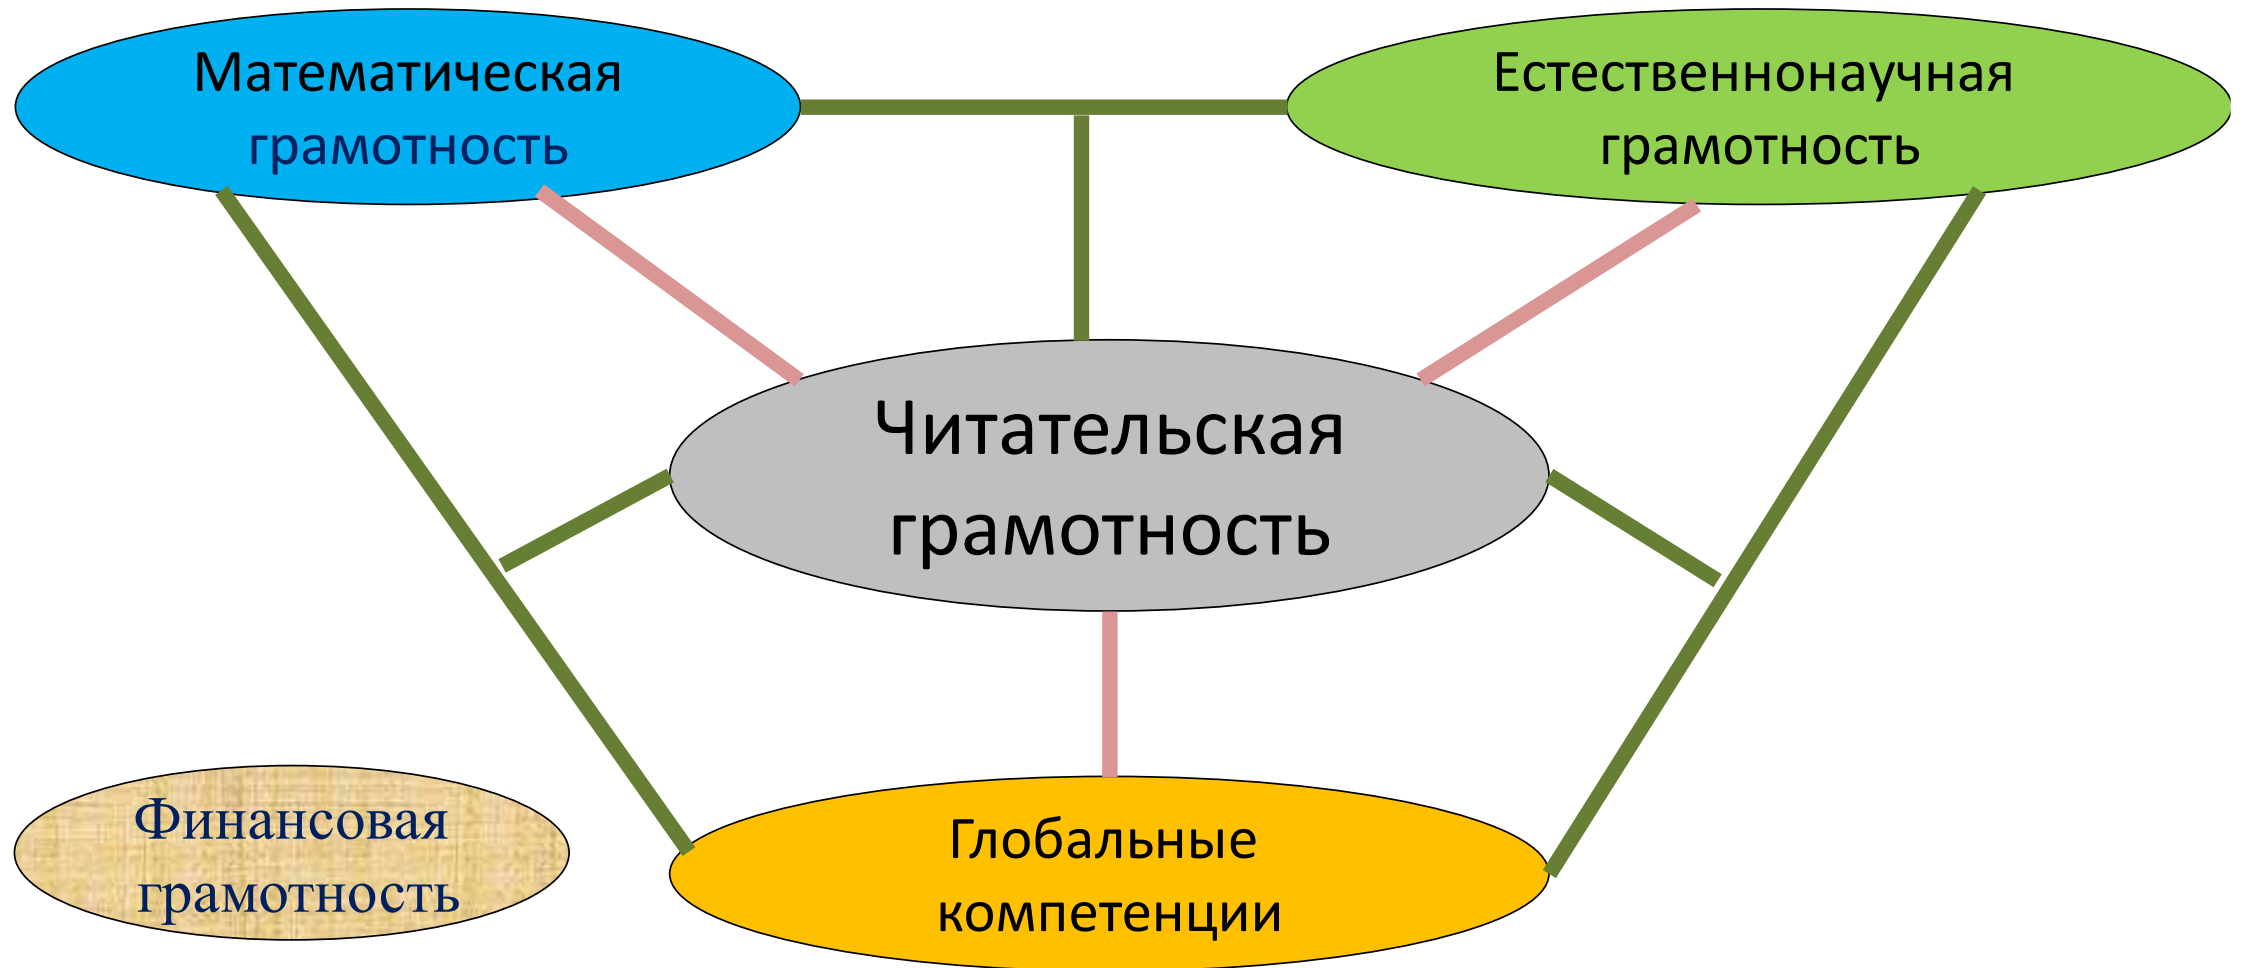 Математическая
грамотность
Естественнонаучная
грамотность
Читательская
грамотность
Финансовая
грамотность
Глобальные
компетенции